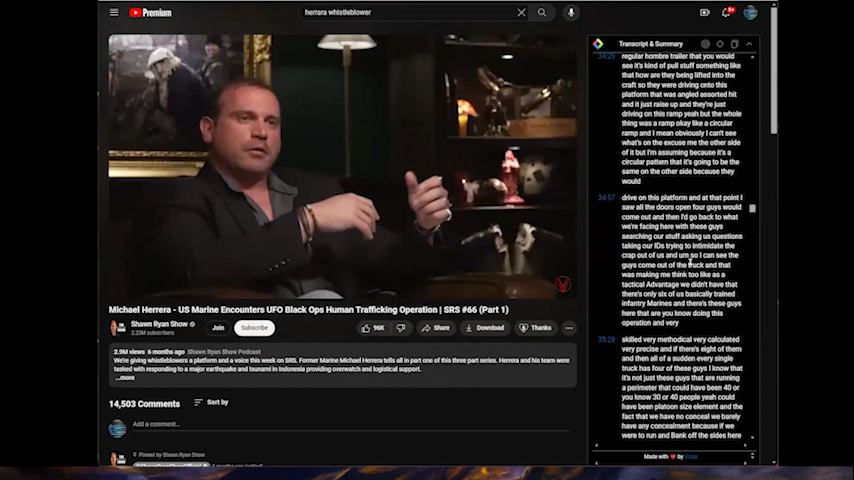 Premium
herrara whistleblower
9+
Transcript & Summary
34:25
regular hombre trailer that you would
see it's kind of pull stuff something like
that how are they being lifted into the
craft so they were driving onto this
platform that was angled assorted hit
and it just raise up and they're just
driving on this ramp yeah but the whole
thing was a ramp okay like a circular
ramp and I mean obviously I can't see
what's on the excuse me the other side
of it but I'm assuming because it's a
circular pattern that it's going to be the
same on the other side because they
would
34:57
drive on this platform and at that point I
saw all the doors open four guys would
come out and then I'd go back to what
we're facing here with these guys
searching our stuff asking us questions
taking our IDs trying to intimidate the
crap out of us and um so I can see the
guys come out of the truck and that
was making me think too like as a
tactical Advantage we didn't have that
there's only six of us basically trained
infantry Marines and there's these guys
here that are you know doing this
operation and very
35:28
skilled very methodical very calculated
very precise and if there's eight of them
and then all of a sudden every single
truck has four of these guys I know that
it's not just these guys that are running
a perimeter that could have been 40 or
you know 30 or 40 people yeah could
have been platoon size element and the
fact that we have no conceal we barely
have any concealment because if we
were to run and Bank off the sides here
Made with ❤ by
Michael Herrera - US Marine Encounters UFO Black Ops Human Trafficking Operation | SRS #66 (Part 1)
Shawn Ryan Show
2.23M subscribers
Join
Subscribe
96K
Share
Download
Thanks
2.9M views 6 months ago Shawn Ryan Show Podcast
We're giving whistleblowers a platform and a voice this week on SRS. Former Marine Michael Herrera tells all in part one of this three part series. Herrera and his team were
tasked with responding to a major earthquake and tsunami in Indonesia providing overwatch and logistical support.
...more
14,503 Comments
Sort by
Add a comment...
Pinned by Shawn Ryan Show